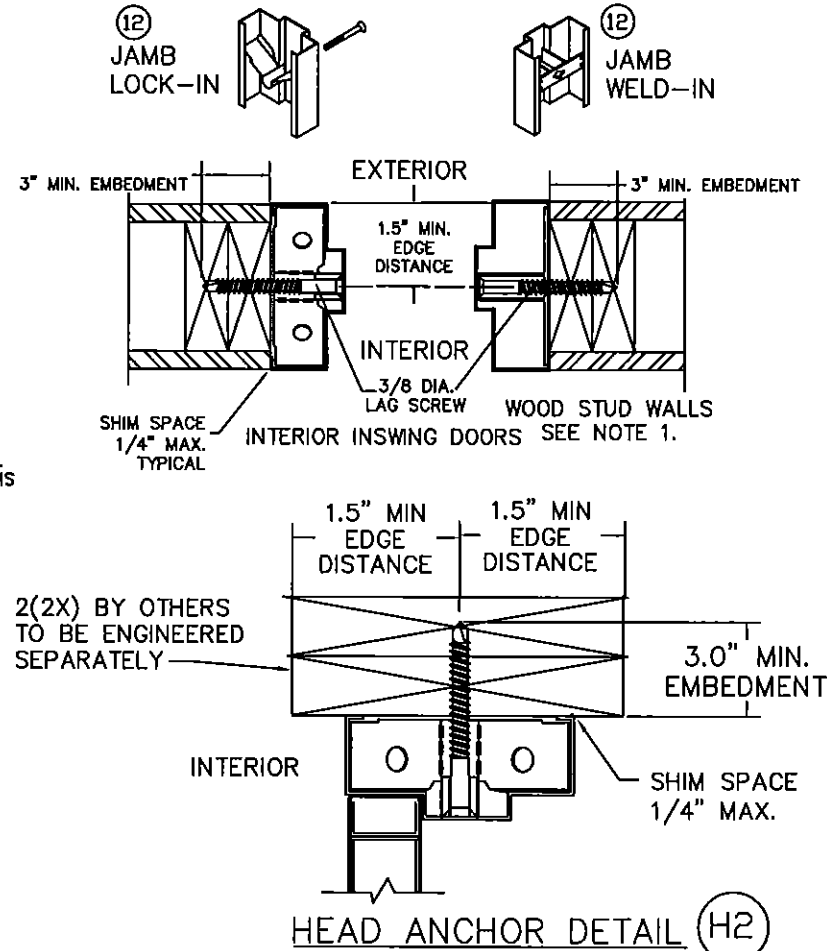 12
JAMB
LOCK-IN
12
JAMB
WELD-IN
3" MIN. EMBEDMENT
EXTERIOR
3" MIN. EMBEDMENT
1.5" MIN.
EDGE
DISTANCE
INTERIOR
3/8 DIA.
LAG SCREW
SHIM SPACE
1/4" MAX.
TYPICAL
INTERIOR INSWING DOORS
WOOD STUD WALLS
SEE NOTE 1.
is
1.5" MIN
EDGE
DISTANCE
1.5" MIN
EDGE
DISTANCE
2(2X) BY OTHERS
TO BE ENGINEERED
SEPARATELY
3.0" MIN.
EMBEDMENT
INTERIOR
SHIM SPACE
1/4" MAX.
HEAD ANCHOR DETAIL H2